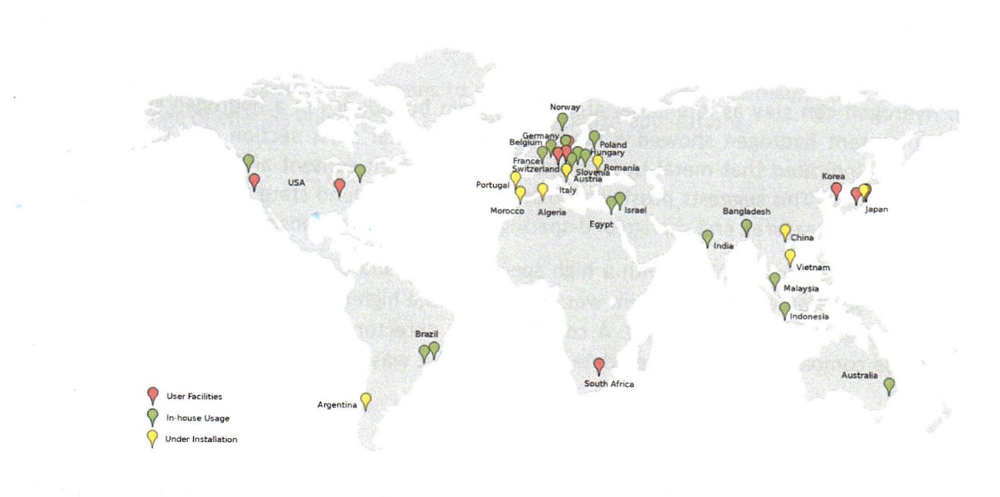 Norway
Germany
Belgium
Poland
Hungary
France
Switzerland
Romania
Slovenia
Austria
Portugal
Italy
USA
Korea
Japan
Morocco
Algeria
Israel
Egypt
Bangladesh
China
India
Vietnam
Malaysia
Indonesia
Brazil
Australia
South Africa
Argentina
User Facilities
In-house Usage
Under Installation